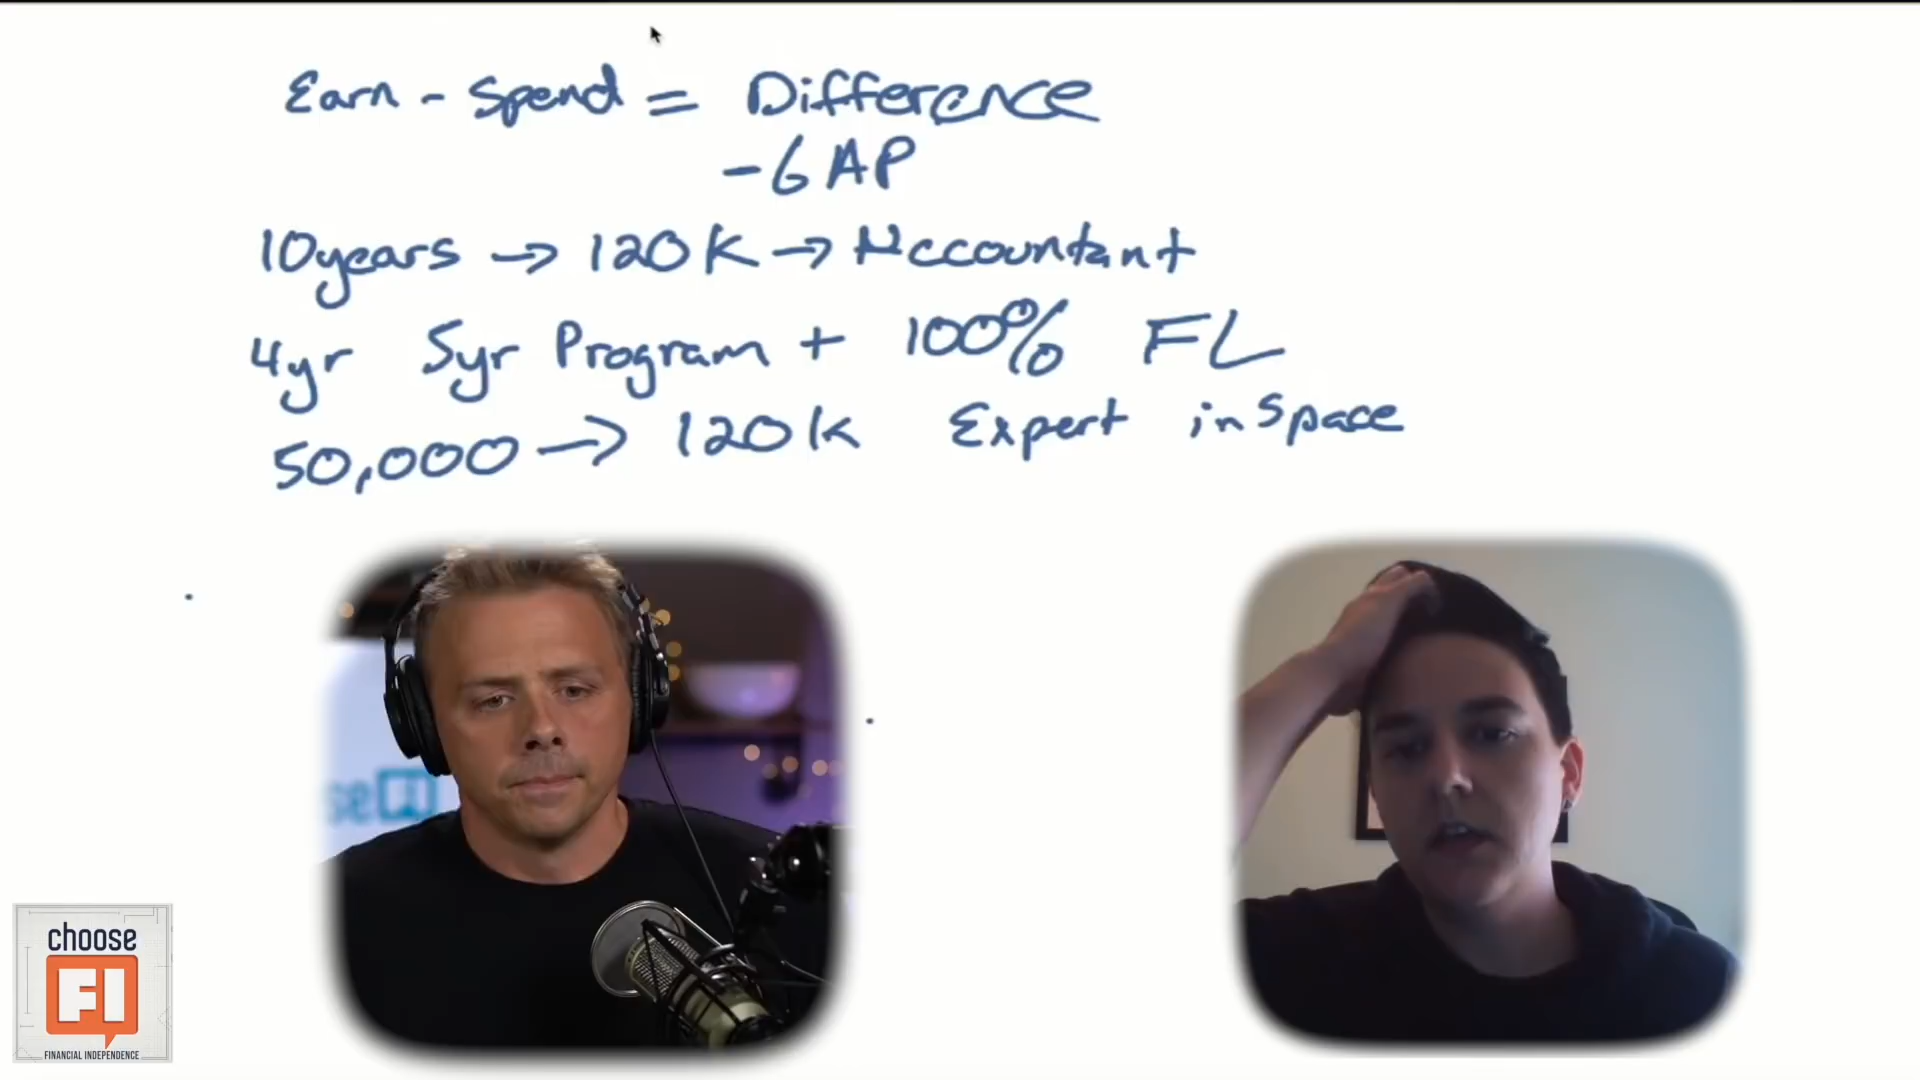 Earn - Spend = Difference
- GAP
10years → 120K → Accountant
4yr 5yr Program + 100% FL
50,000 → 120k Expert in Space
se
choose
FI
FINANCIAL INDEPENDENCE